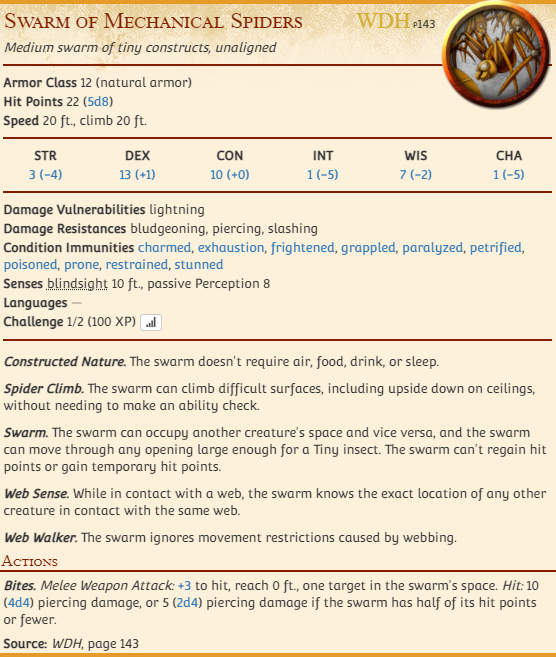 Swarm of Mechanical Spiders WDH p143
Medium swarm of tiny constructs, unaligned
Armor Class 12 (natural armor)
Hit Points 22 (5d8)
Speed 20 ft., climb 20 ft.
STR DEX CON INT WIS CHA
3 (−4) 13 (+1) 10 (+0) 1 (−5) 7 (−2) 1 (−5)
Damage Vulnerabilities lightning
Damage Resistances bludgeoning, piercing, slashing
Condition Immunities charmed, exhaustion, frightened, grappled, paralyzed, petrified,
poisoned, prone, restrained, stunned
Senses blindsight 10 ft., passive Perception 8
Languages —
Challenge 1/2 (100 XP)
Constructed Nature. The swarm doesn't require air, food, drink, or sleep.
Spider Climb. The swarm can climb difficult surfaces, including upside down on ceilings,
without needing to make an ability check.
Swarm. The swarm can occupy another creature's space and vice versa, and the swarm
can move through any opening large enough for a Tiny insect. The swarm can't regain hit
points or gain temporary hit points.
Web Sense. While in contact with a web, the swarm knows the exact location of any other
creature in contact with the same web.
Web Walker. The swarm ignores movement restrictions caused by webbing.
Actions
Bites. Melee Weapon Attack: +3 to hit, reach 0 ft., one target in the swarm's space. Hit: 10
(4d4) piercing damage, or 5 (2d4) piercing damage if the swarm has half of its hit points
or fewer.
Source: WDH, page 143